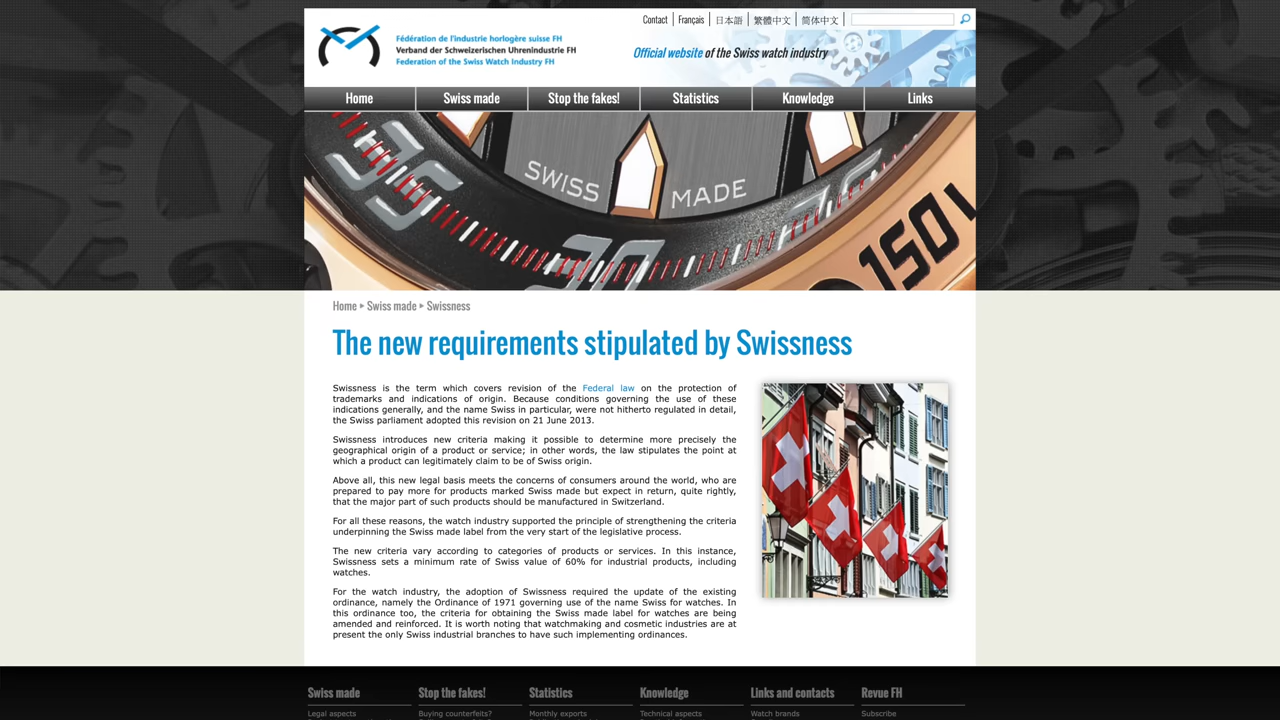 Contact
Français
日本語
繁體中文
简体中文
Fédération de l'industrie horlogère suisse FH
Verband der Schweizerischen Uhrenindustrie FH
Federation of the Swiss Watch Industry FH
Official website of the Swiss watch industry
Home
Swiss made
Stop the fakes!
Statistics
Knowledge
Links
SWISS
MADE
35
30
150
Home ▸ Swiss made ▸ Swissness
The new requirements stipulated by Swissness
Swissness is the term which covers revision of the Federal law on the protection of
trademarks and indications of origin. Because conditions governing the use of these
indications generally, and the name Swiss in particular, were not hitherto regulated in detail,
the Swiss parliament adopted this revision on 21 June 2013.
Swissness introduces new criteria making it possible to determine more precisely the
geographical origin of a product or service; in other words, the law stipulates the point at
which a product can legitimately claim to be of Swiss origin.
Above all, this new legal basis meets the concerns of consumers around the world, who are
prepared to pay more for products marked Swiss made but expect in return, quite rightly,
that the major part of such products should be manufactured in Switzerland.
For all these reasons, the watch industry supported the principle of strengthening the criteria
underpinning the Swiss made label from the very start of the legislative process.
The new criteria vary according to categories of products or services. In this instance,
Swissness sets a minimum rate of Swiss value of 60% for industrial products, including
watches.
For the watch industry, the adoption of Swissness required the update of the existing
ordinance, namely the Ordinance of 1971 governing use of the name Swiss for watches. In
this ordinance too, the criteria for obtaining the Swiss made label for watches are being
amended and reinforced. It is worth noting that watchmaking and cosmetic industries are at
present the only Swiss industrial branches to have such implementing ordinances.
Swiss made
Stop the fakes!
Statistics
Knowledge
Links and contacts
Revue FH
Legal aspects
Buying counterfeits?
Monthly exports
Technical aspects
Watch brands
Subscribe